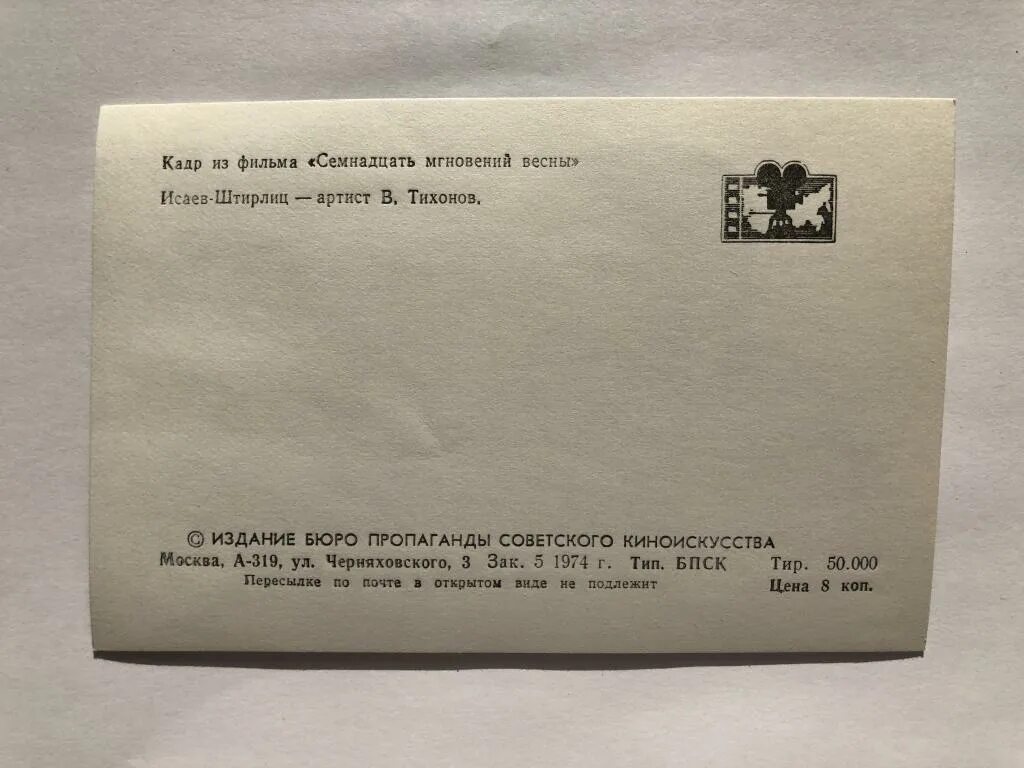 Кадр из фильма «Семнадцать мгновений весны»
Исаев-Штирлиц — артист В. Тихонов.
© ИЗДАНИЕ БЮРО ПРОПАГАНДЫ СОВЕТСКОГО КИНОИСКУССТВА
Москва, А-319, ул. Черняховского, 3 Зак. 5 1974 г. Тип. БПСК Тир. 50.000
Пересылке по почте в открытом виде не подлежит Цена 8 коп.